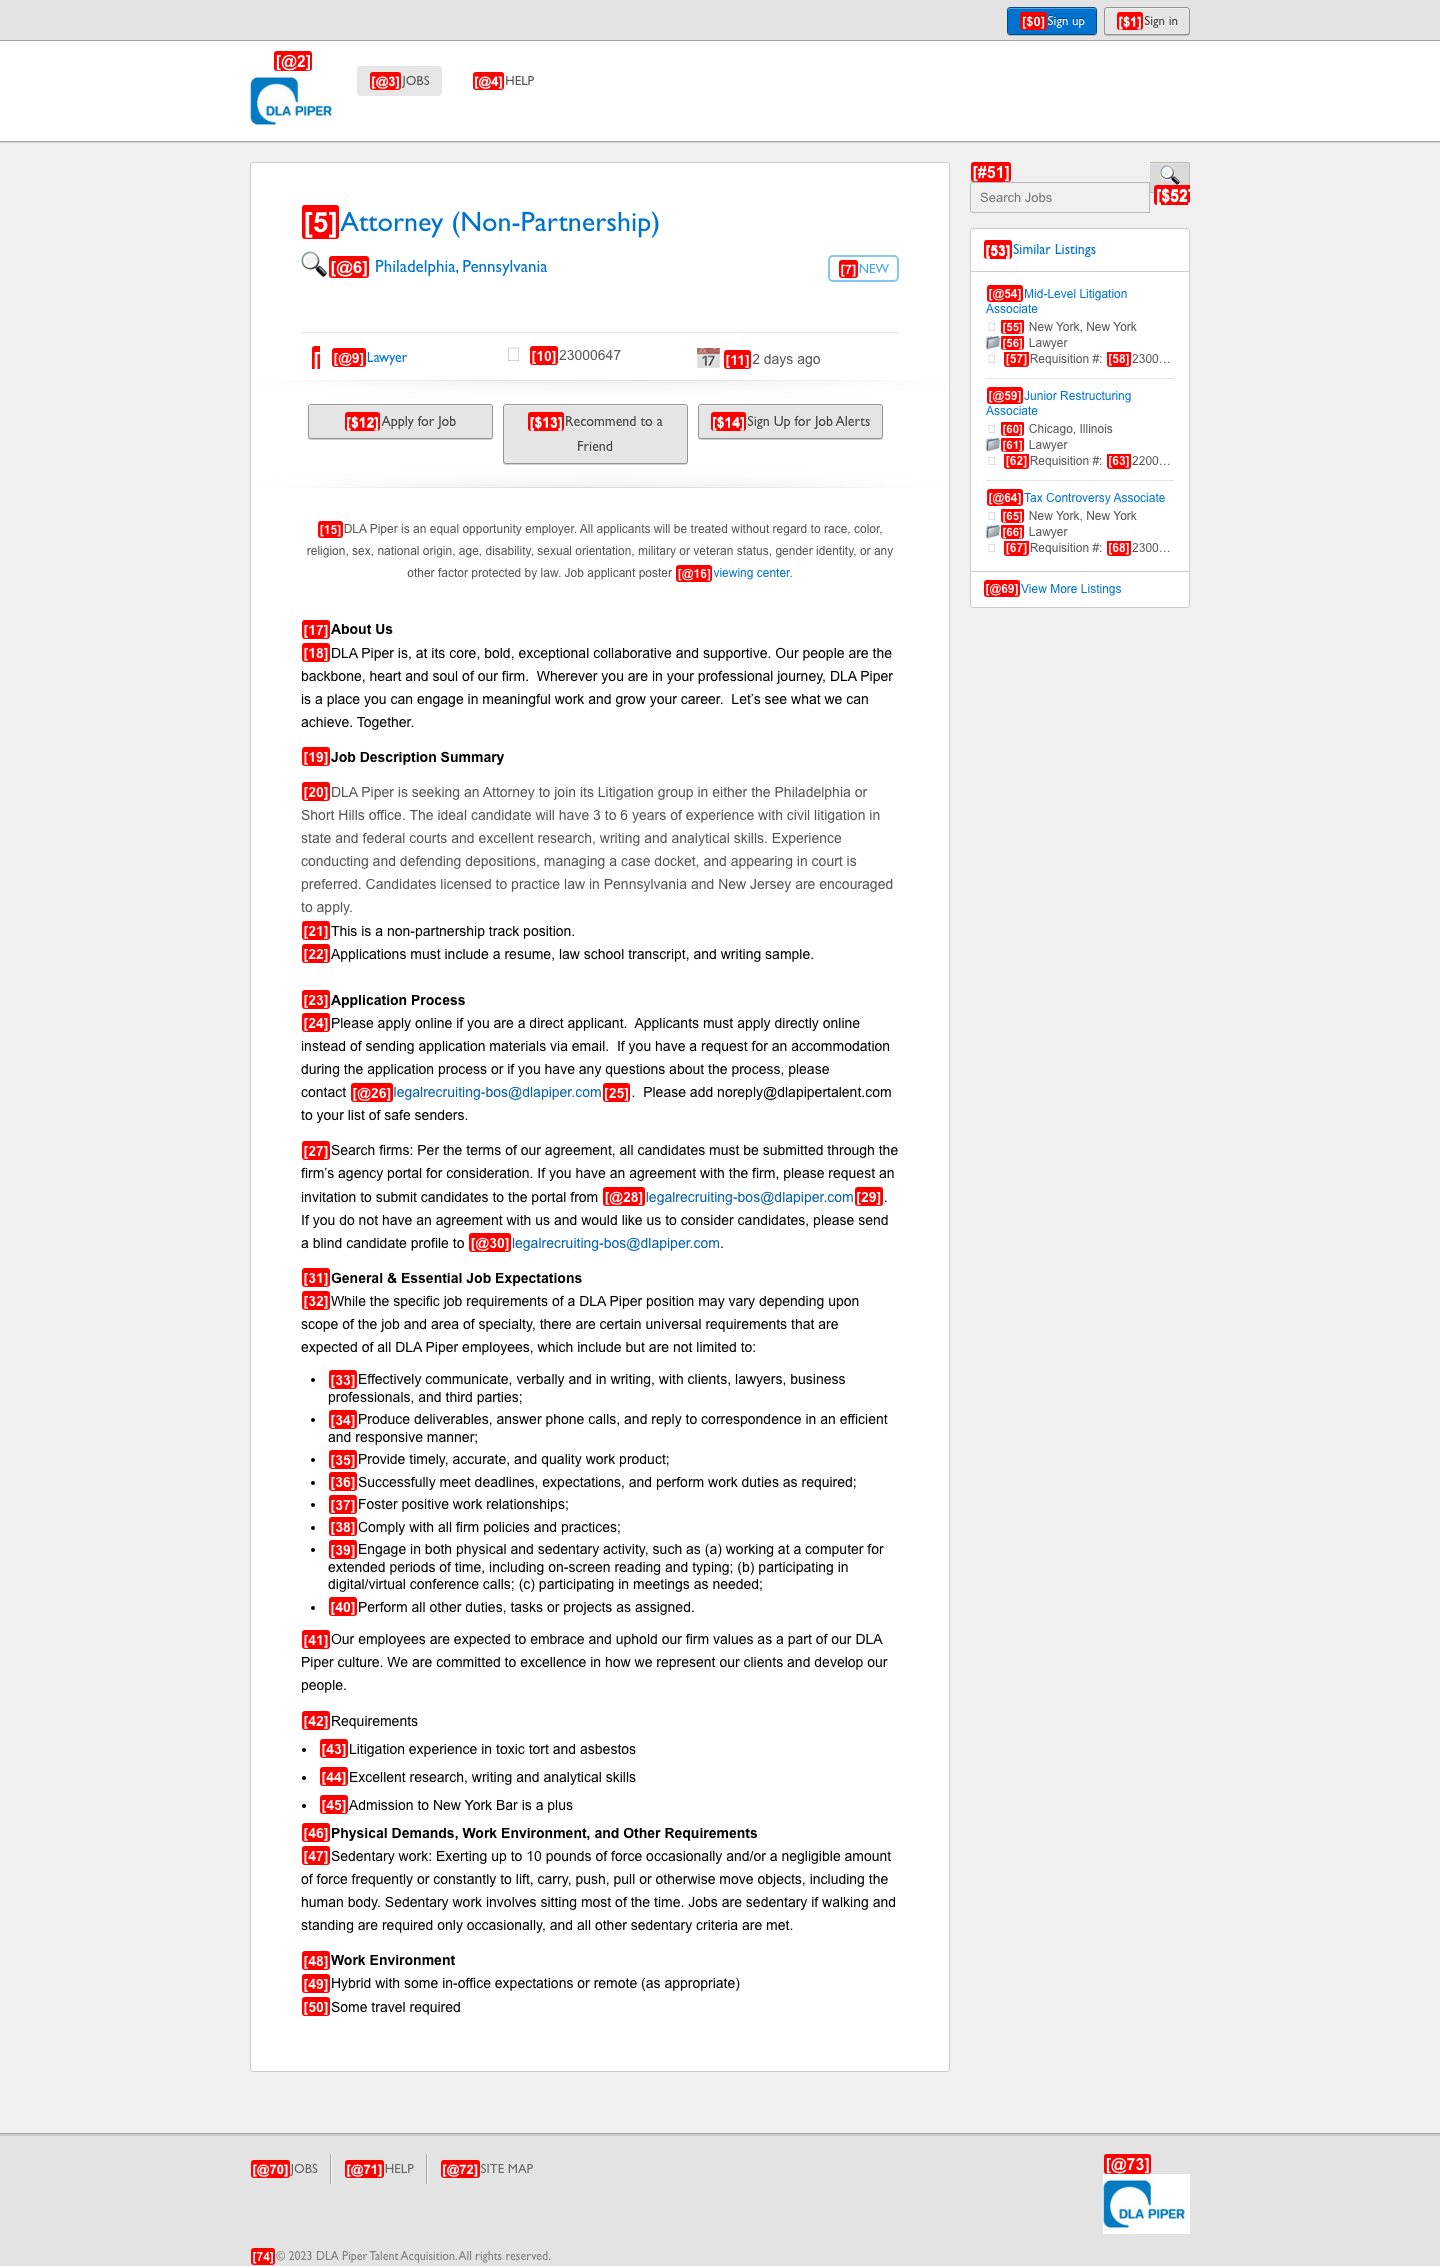 [$0]Sign up [$1]Sign in
[@2]
DLA PIPER
[@3]JOBS [@4]HELP
[5]Attorney (Non-Partnership)
[@6] Philadelphia, Pennsylvania
[7]NEW
[@9]Lawyer [10]23000647 17 [11]2 days ago
[$12]Apply for Job [$13]Recommend to a
Friend
[$14]Sign Up for Job Alerts
[15]DLA Piper is an equal opportunity employer. All applicants will be treated without regard to race, color,
religion, sex, national origin, age, disability, sexual orientation, military or veteran status, gender identity, or any
other factor protected by law. Job applicant poster [@16]viewing center.
[17]About Us
[18]DLA Piper is, at its core, bold, exceptional collaborative and supportive. Our people are the
backbone, heart and soul of our firm.  Wherever you are in your professional journey, DLA Piper
is a place you can engage in meaningful work and grow your career.  Let's see what we can
achieve. Together.
[19]Job Description Summary
[20]DLA Piper is seeking an Attorney to join its Litigation group in either the Philadelphia or
Short Hills office. The ideal candidate will have 3 to 6 years of experience with civil litigation in
state and federal courts and excellent research, writing and analytical skills. Experience
conducting and defending depositions, managing a case docket, and appearing in court is
preferred. Candidates licensed to practice law in Pennsylvania and New Jersey are encouraged
to apply.
[21]This is a non-partnership track position.
[22]Applications must include a resume, law school transcript, and writing sample.
[23]Application Process
[24]Please apply online if you are a direct applicant.  Applicants must apply directly online
instead of sending application materials via email.  If you have a request for an accommodation
during the application process or if you have any questions about the process, please
contact [@26]legalrecruiting-bos@dlapiper.com[25].  Please add noreply@dlapipertalent.com
to your list of safe senders.
[27]Search firms: Per the terms of our agreement, all candidates must be submitted through the
firm's agency portal for consideration. If you have an agreement with the firm, please request an
invitation to submit candidates to the portal from [@28]legalrecruiting-bos@dlapiper.com[29].
If you do not have an agreement with us and would like us to consider candidates, please send
a blind candidate profile to [@30]legalrecruiting-bos@dlapiper.com.
[31]General & Essential Job Expectations
[32]While the specific job requirements of a DLA Piper position may vary depending upon
scope of the job and area of specialty, there are certain universal requirements that are
expected of all DLA Piper employees, which include but are not limited to:
• [33]Effectively communicate, verbally and in writing, with clients, lawyers, business
professionals, and third parties;
• [34]Produce deliverables, answer phone calls, and reply to correspondence in an efficient
and responsive manner;
• [35]Provide timely, accurate, and quality work product;
• [36]Successfully meet deadlines, expectations, and perform work duties as required;
• [37]Foster positive work relationships;
• [38]Comply with all firm policies and practices;
• [39]Engage in both physical and sedentary activity, such as (a) working at a computer for
extended periods of time, including on-screen reading and typing; (b) participating in
digital/virtual conference calls; (c) participating in meetings as needed;
• [40]Perform all other duties, tasks or projects as assigned.
[41]Our employees are expected to embrace and uphold our firm values as a part of our DLA
Piper culture. We are committed to excellence in how we represent our clients and develop our
people.
[42]Requirements
• [43]Litigation experience in toxic tort and asbestos
• [44]Excellent research, writing and analytical skills
• [45]Admission to New York Bar is a plus
[46]Physical Demands, Work Environment, and Other Requirements
[47]Sedentary work: Exerting up to 10 pounds of force occasionally and/or a negligible amount
of force frequently or constantly to lift, carry, push, pull or otherwise move objects, including the
human body. Sedentary work involves sitting most of the time. Jobs are sedentary if walking and
standing are required only occasionally, and all other sedentary criteria are met.
[48]Work Environment
[49]Hybrid with some in-office expectations or remote (as appropriate)
[50]Some travel required
[#51]
Search Jobs [$52]
[53]Similar Listings
[@54]Mid-Level Litigation
Associate
[55] New York, New York
[56] Lawyer
[57]Requisition #: [58]2300…
[@59]Junior Restructuring
Associate
[60] Chicago, Illinois
[61] Lawyer
[62]Requisition #: [63]2200…
[@64]Tax Controversy Associate
[65] New York, New York
[66] Lawyer
[67]Requisition #: [68]2300…
[@69]View More Listings
[@70]JOBS [@71]HELP [@72]SITE MAP
[@73]
DLA PIPER
[74]© 2023 DLA Piper Talent Acquisition. All rights reserved.